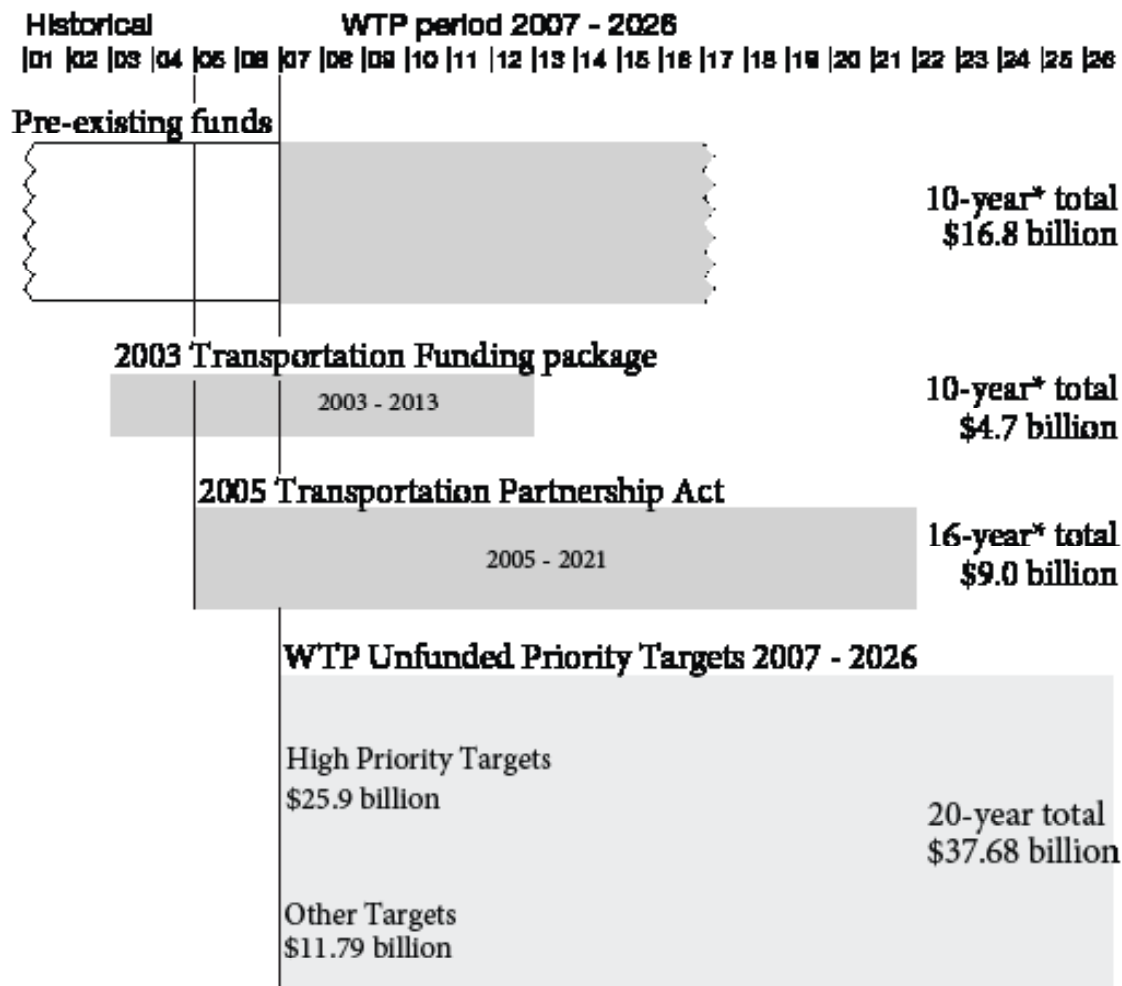 Historical WTP period 2007 - 2026
|01 |02 |03 |04 |05 |06 |07 |08 |09 |10 |11 |12 |13 |14 |15 |16 |17 |18 |19 |20 |21 |22 |23 |24 |25 |26
Pre-existing funds
10-year* total
$16.8 billion
2003 Transportation Funding package
2003 - 2013
10-year* total
$4.7 billion
2005 Transportation Partnership Act
2005 - 2021
16-year* total
$9.0 billion
WTP Unfunded Priority Targets 2007 - 2026
High Priority Targets
$25.9 billion
20-year total
$37.68 billion
Other Targets
$11.79 billion